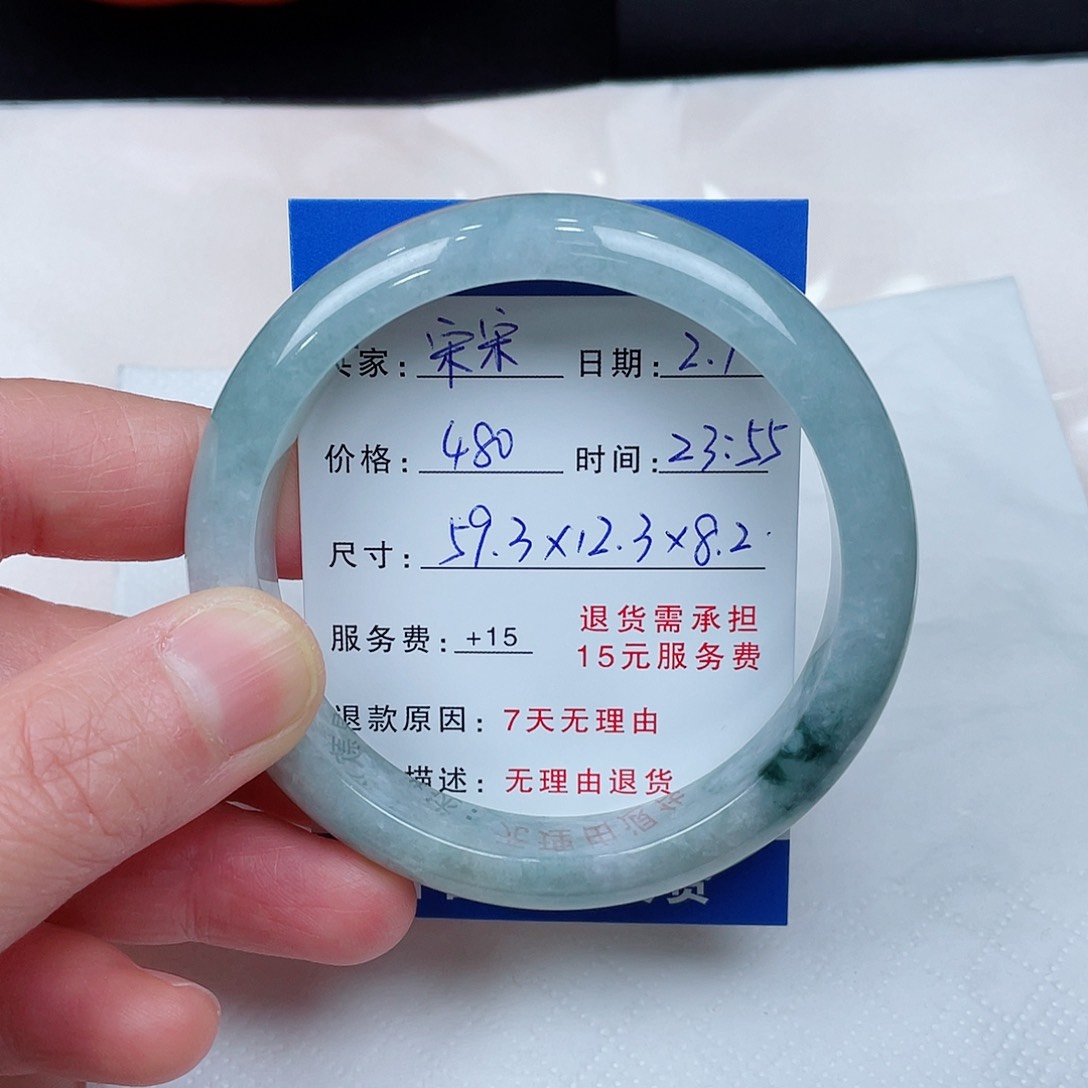 家: 宋宋 日期: 2.1
价格: 480 时间: 23:55
尺寸: 59.3×12.3×8.2
服务费: +15 退货需承担
15元服务费
退款原因: 7天无理由
描述: 无理由退货